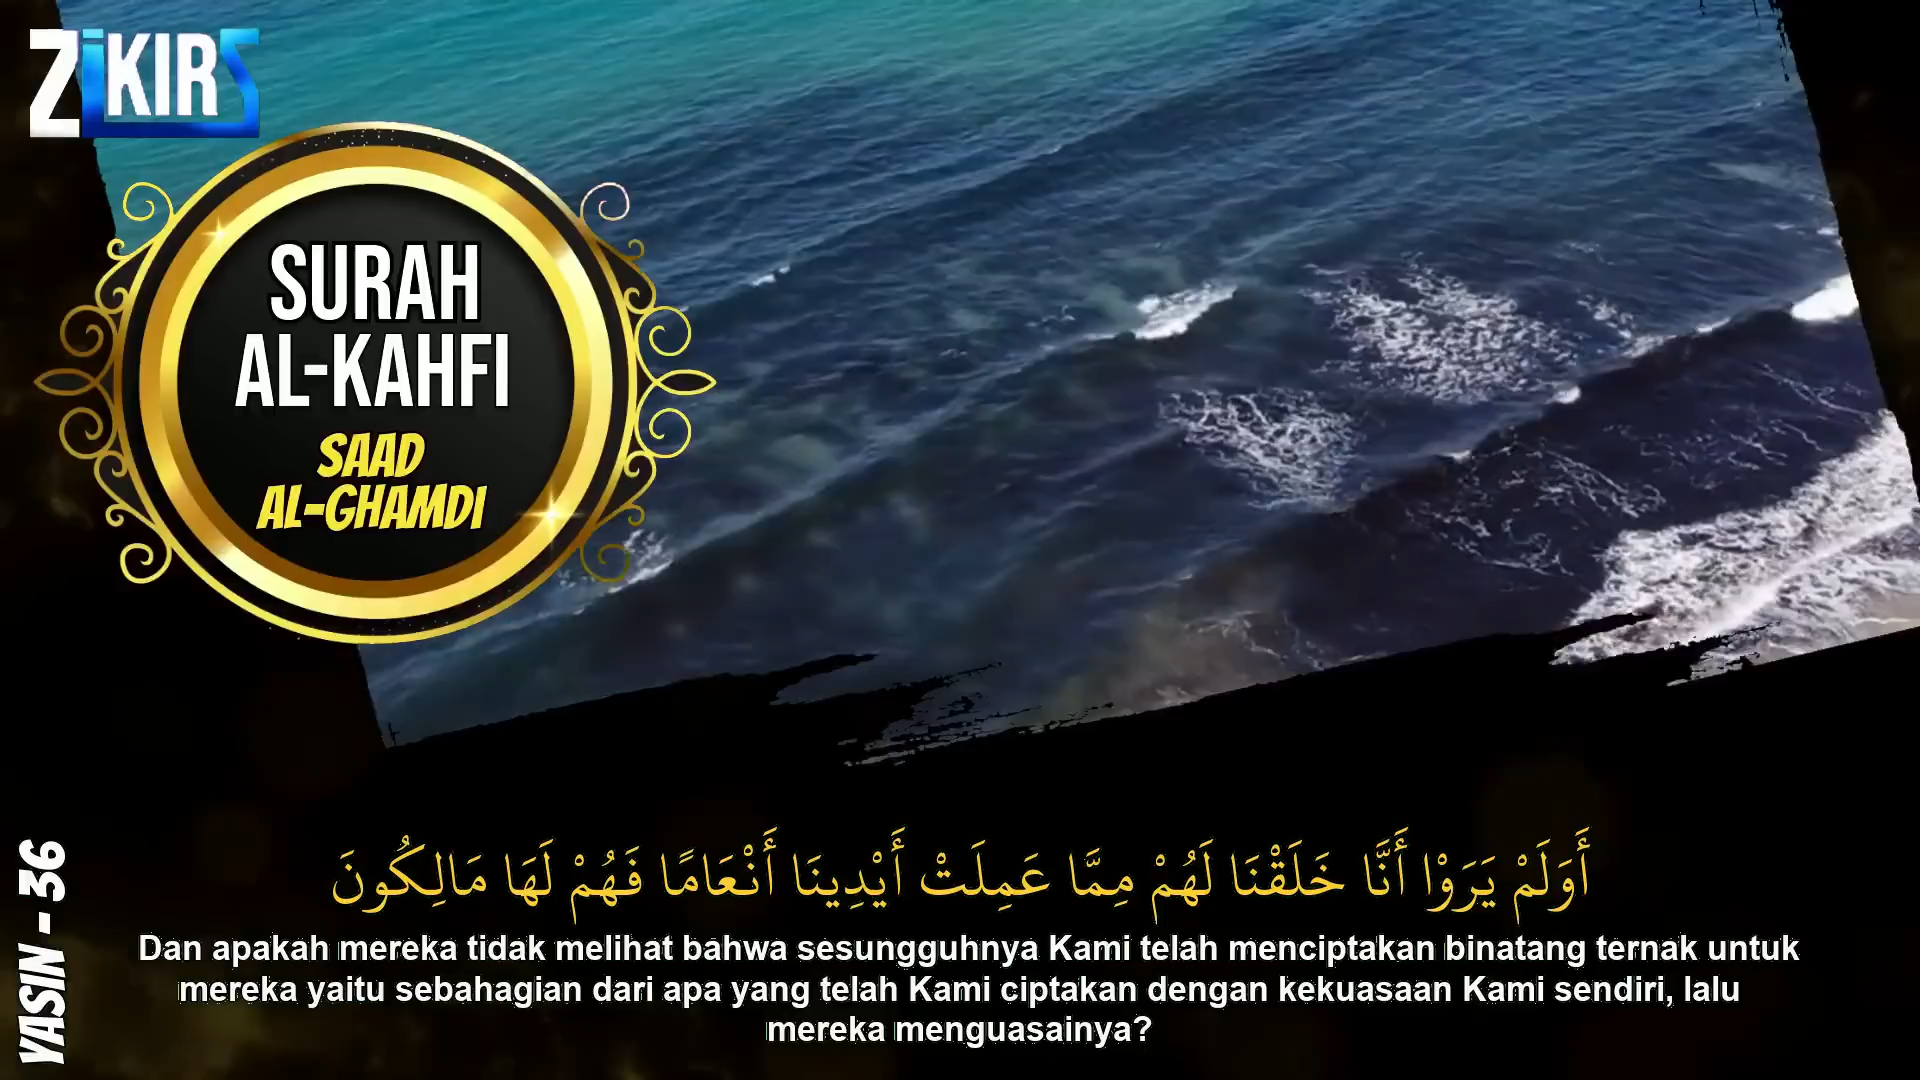 ZiKIR
SURAH
AL-KAHFI
SAAD
AL-GHAMDI
YASIN - 36
أَوَلَمْ يَرَوْا أَنَّا خَلَقْنَا لَهُمْ مِمَّا عَمِلَتْ أَيْدِينَا أَنْعَامًا فَهُمْ لَهَا مَالِكُونَ
Dan apakah mereka tidak melihat bahwa sesungguhnya Kami telah menciptakan binatang ternak untuk
mereka yaitu sebahagian dari apa yang telah Kami ciptakan dengan kekuasaan Kami sendiri, lalu
mereka menguasainya?